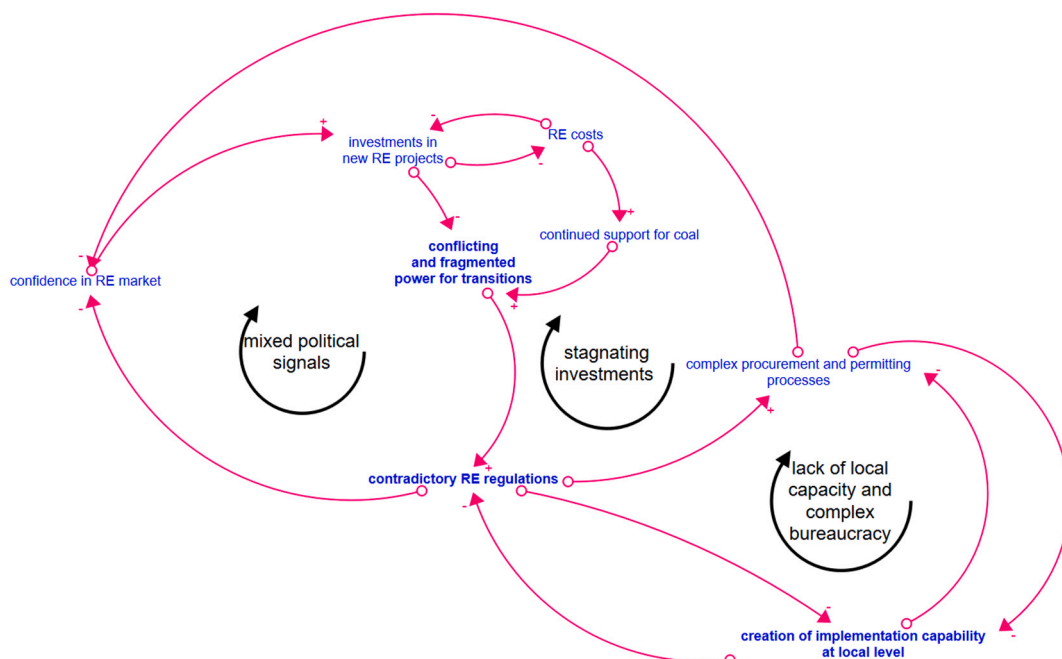 +
-
investments in
new RE projects
-
RE costs
-
-
+
continued support for coal
conflicting
and fragmented
power for transitions
+
-
confidence in RE market
-
mixed political
signals
stagnating
investments
complex procurement and permitting
processes
-
+
contradictory RE regulations
+
-
lack of local
capacity and
complex
bureaucracy
-
-
creation of implementation capability
at local level